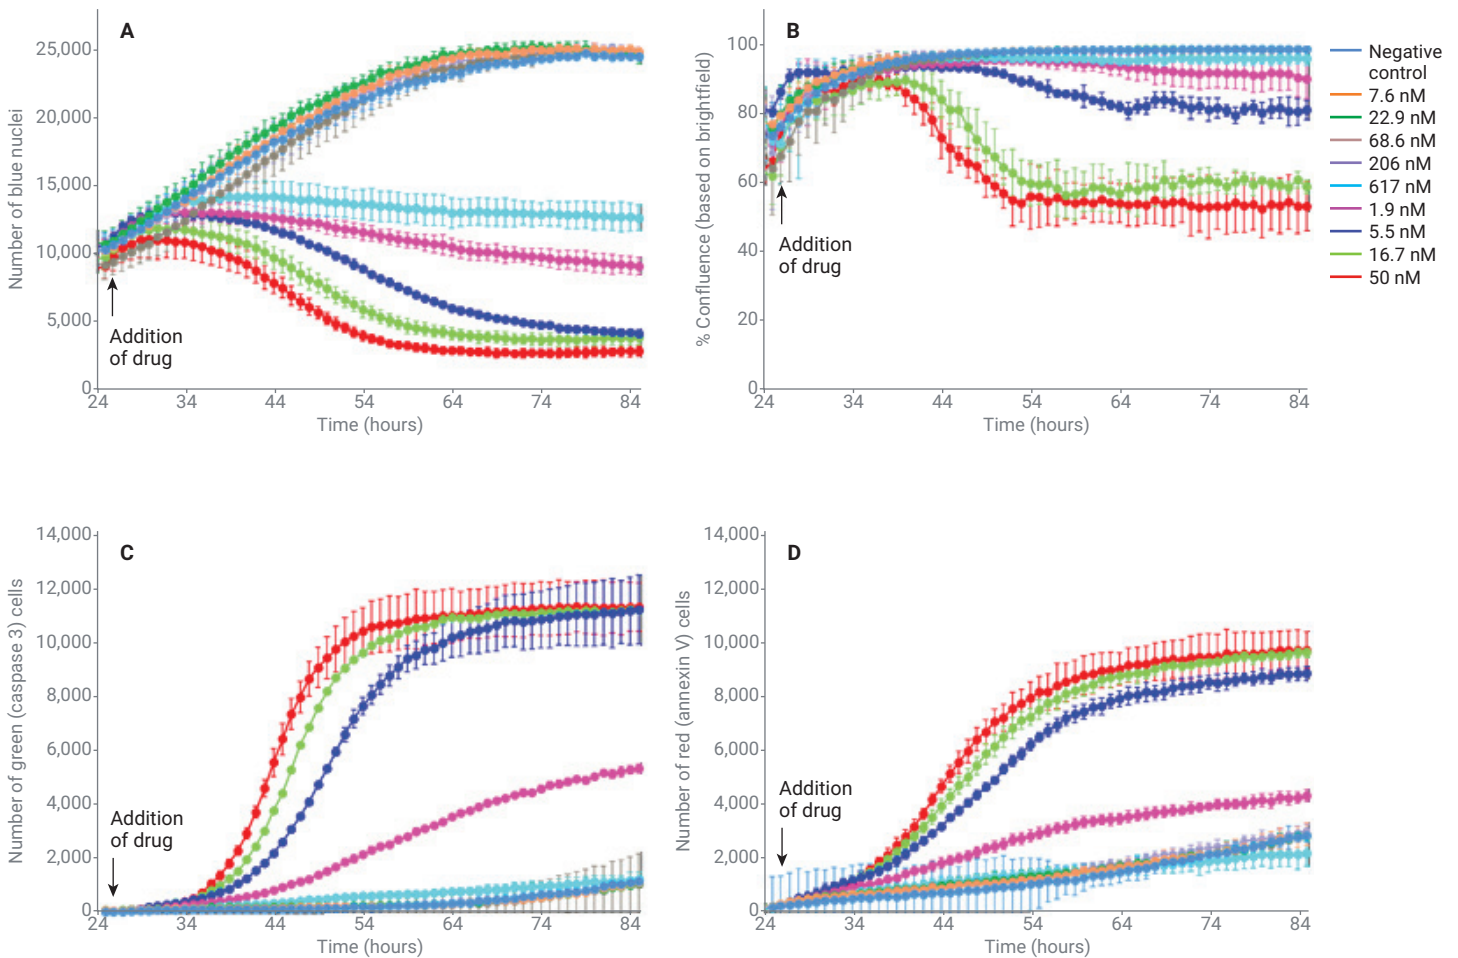 A
Number of blue nuclei
25,000
20,000
15,000
10,000
5,000
0
Addition
of drug
24 34 44 54 64 74 84
Time (hours)
B
% Confluence (based on brightfield)
100
80
60
40
20
0
Addition
of drug
24 34 44 54 64 74 84
Time (hours)
Negative
control
7.6 nM
22.9 nM
68.6 nM
206 nM
617 nM
1.9 nM
5.5 nM
16.7 nM
50 nM
C
Number of green (caspase 3) cells
14,000
12,000
10,000
8,000
6,000
4,000
2,000
0
Addition
of drug
24 34 44 54 64 74 84
Time (hours)
D
Number of red (annexin V) cells
14,000
12,000
10,000
8,000
6,000
4,000
2,000
0
Addition
of drug
24 34 44 54 64 74 84
Time (hours)